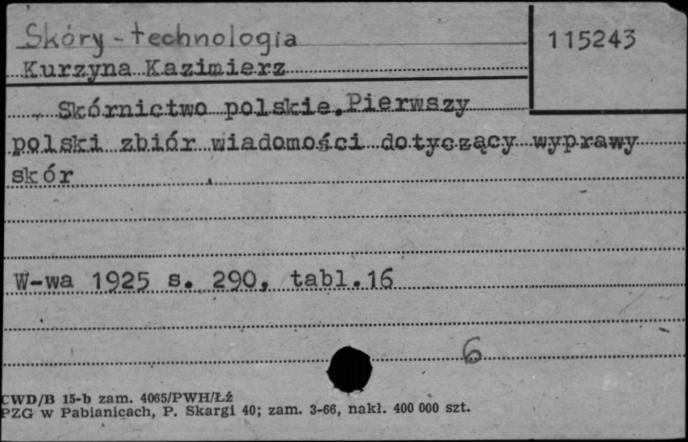 Skóry - technologia
115243
Kurzyna Kazimierz
Skórnictwo polskie.Pierwszy
polski zbiór wiadomości dotyczący wyprawy
skór
W-wa 1925 s. 290, tabl.16
6
CWD/B 15-b zam. 4065/PWH/Łź
PZG w Pabianicach, P. Skargi 40; zam. 3-66, nakł. 400 000 szt.